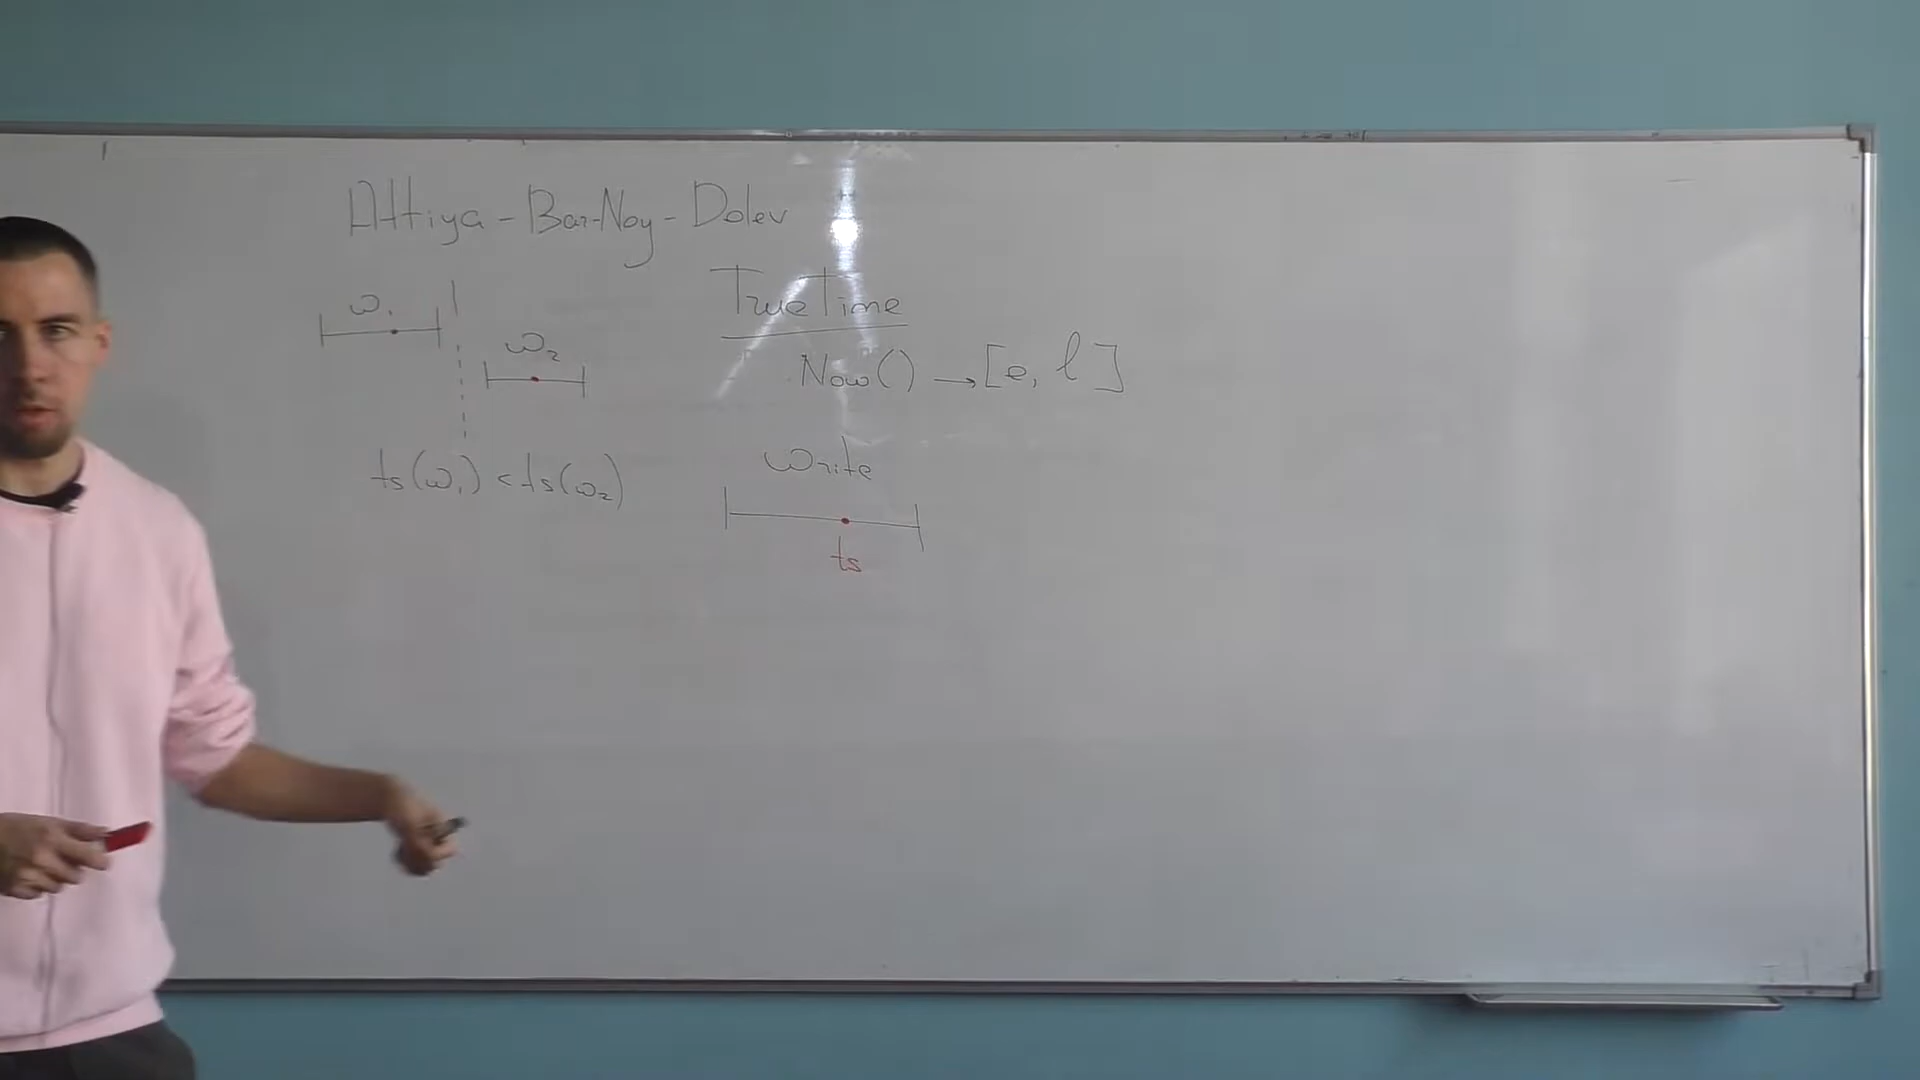 Attiya - Bar-Noy - Dolev
ω₁
ω₂
ts(ω₁) < ts(ω₂)
TrueTime
Now() → [e, l]
Write
ts